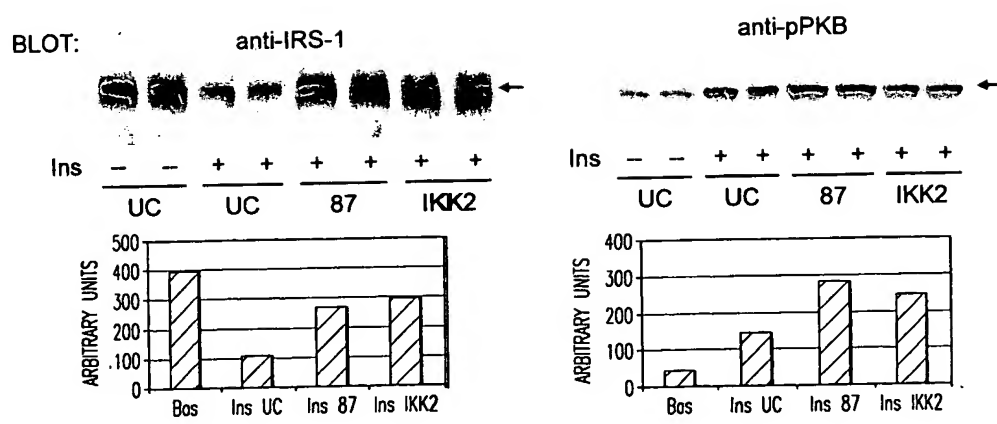 BLOT:
anti-IRS-1
Ins – – + + + + + +
UC UC 87 IKK2
ARBITRARY UNITS
500
400
300
200
100
0
Bas Ins UC Ins 87 Ins IKK2
anti-pPKB
Ins – – + + + + + +
UC UC 87 IKK2
ARBITRARY UNITS
400
300
200
100
0
Bas Ins UC Ins 87 Ins IKK2